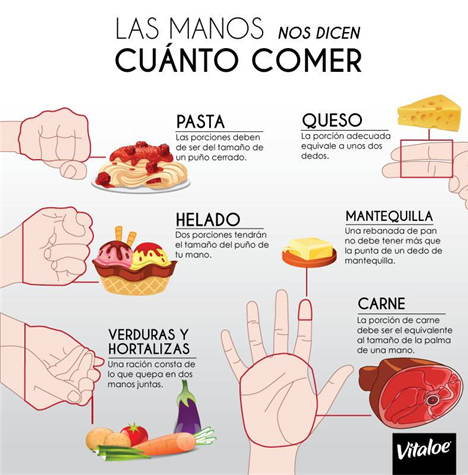 LAS MANOS NOS DICEN
CUÁNTO COMER
PASTA
Las porciones deben
de ser del tamaño de
un puño cerrado.
QUESO
La porción adecuada
equivale a unos dos
dedos.
HELADO
Dos porciones tendrán
el tamaño del puño de
tu mano.
MANTEQUILLA
Una rebanada de pan
no debe tener más que
la punta de un dedo de
mantequilla.
VERDURAS Y
HORTALIZAS
Una ración consta de
lo que quepa en dos
manos juntas.
CARNE
La porción de carne
debe ser el equivalente
al tamaño de la palma
de una mano.
Vitaloe